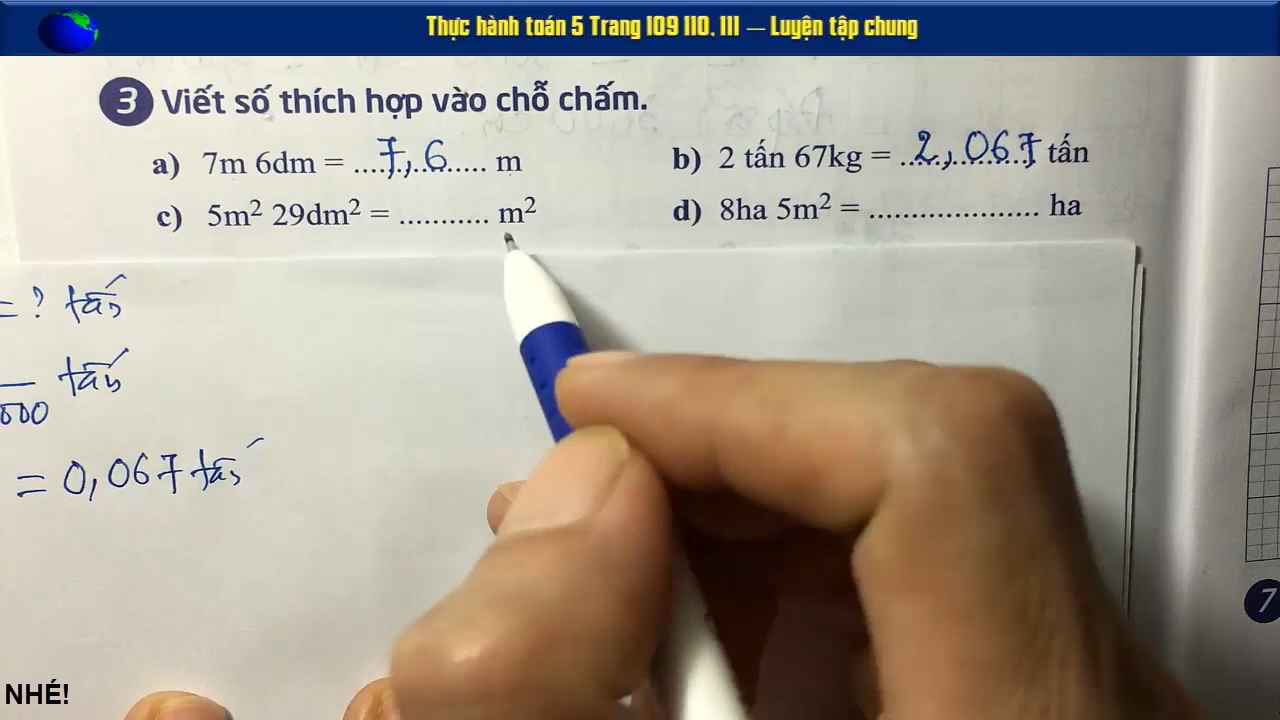 Thực hành toán 5 Trang 109 110, 111 – Luyện tập chung
3 Viết số thích hợp vào chỗ chấm.
a) 7m 6dm = ....7,6..... m
b) 2 tấn 67kg = ..2,067 tấn
c) 5m² 29dm² = ........... m²
d) 8ha 5m² = ..................... ha
= ? tấn
000 tấn
= 0,067 tấn
7
NHÉ!